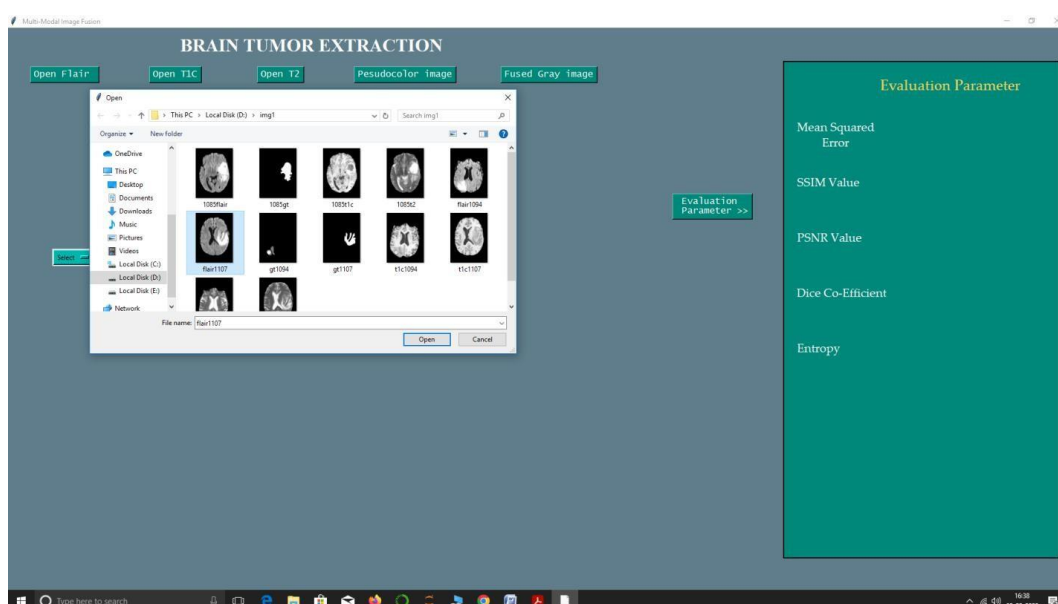 Multi-Modal Image Fusion
BRAIN TUMOR EXTRACTION
Open Flair
Open T1C
Open T2
Pesudocolor image
Fused Gray image
Open
This PC > Local Disk (D:) > img1
Search img1
Organize
New folder
OneDrive
This PC
Desktop
Documents
Downloads
Music
Pictures
Videos
Local Disk (C:)
Local Disk (D:)
Local Disk (E:)
Network
1085flair
1085gt
1085t1c
1085t2
flair1094
flair1107
gt1094
gt1107
t1c1094
t1c1107
File name: flair1107
Open
Cancel
Select
Evaluation
Parameter >>
Evaluation Parameter
Mean Squared
Error
SSIM Value
PSNR Value
Dice Co-Efficient
Entropy
Type here to search
16:38